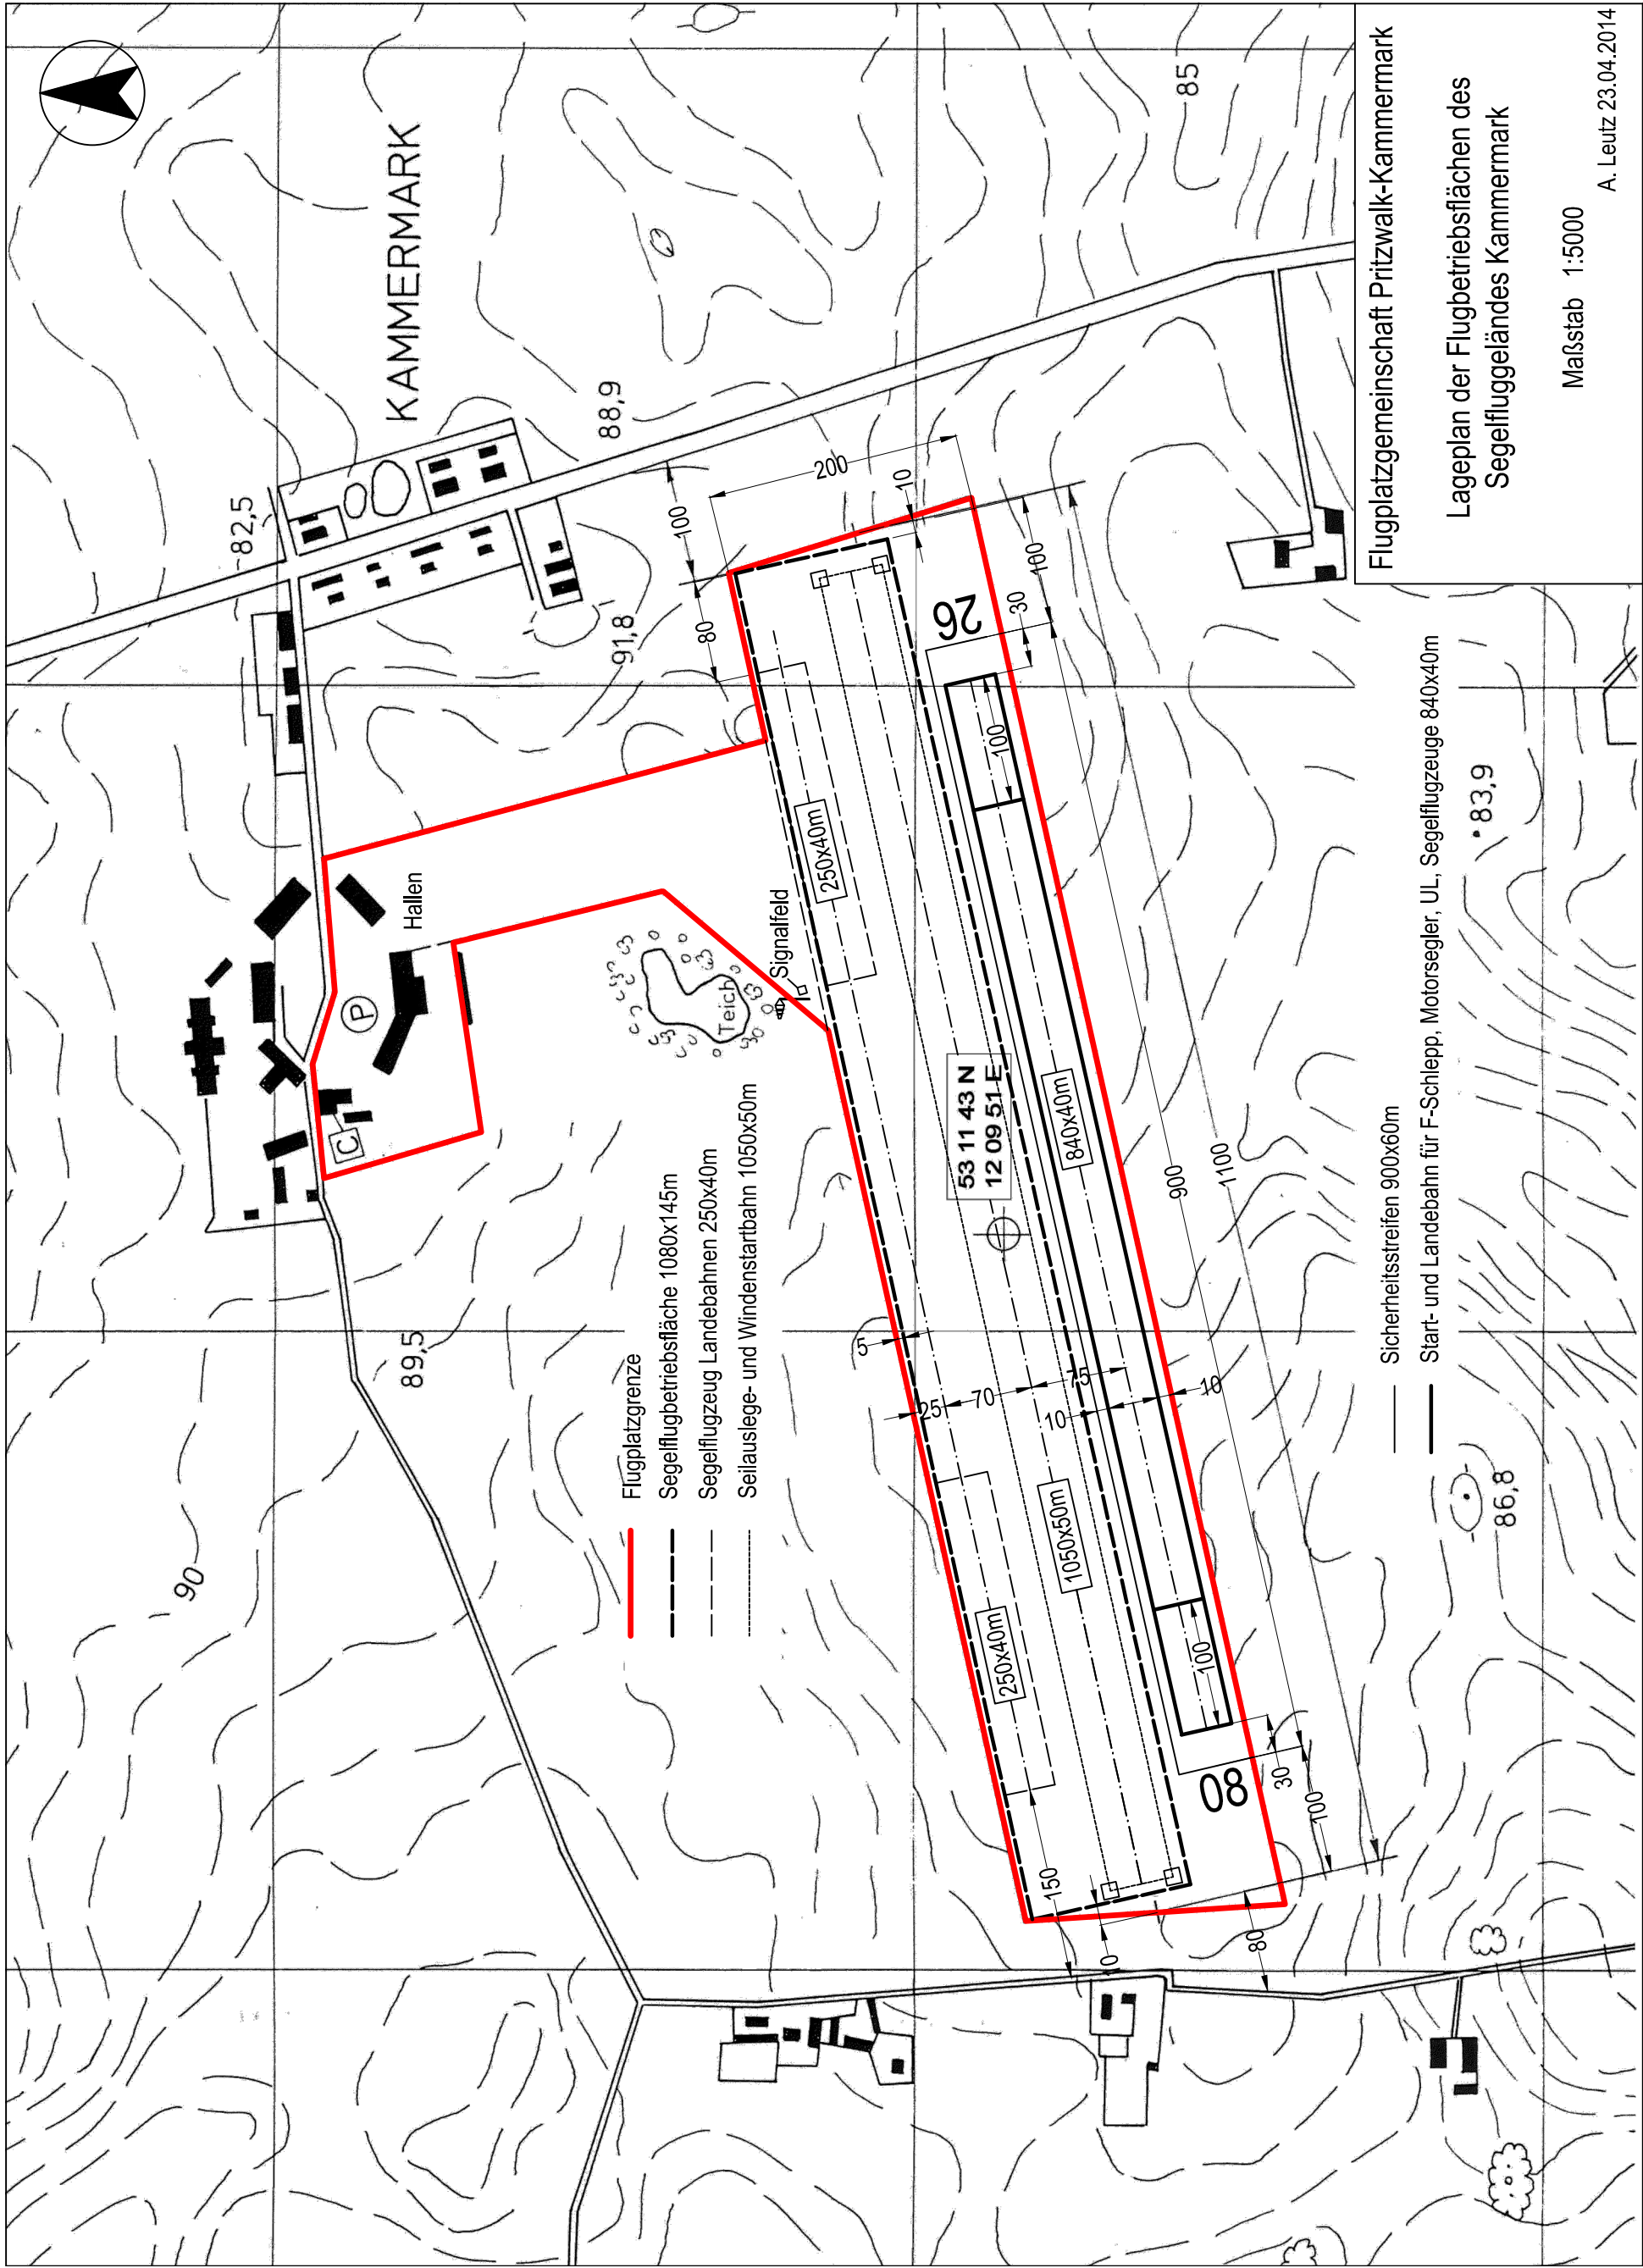 KAMMERMARK
82,5
88,9
91,8
85
90
89,5
Hallen
P
C
Teich
Signalfeld
Flugplatzgrenze
Segelflugbetriebsfläche 1080x145m
Segelflugzeug Landebahnen 250x40m
Seilauslege- und Windenstartbahn 1050x50m
100
80
200
10
100
30
26
100
250x40m
53 11 43 N
12 09 51 E
840x40m
900
1100
5
25
70
75
10
10
250x40m
1050x50m
100
08
30
100
150
10
80
Sicherheitsstreifen 900x60m
Start- und Landebahn für F-Schlepp, Motorsegler, UL, Segelflugzeuge 840x40m
83,9
86,8
Flugplatzgemeinschaft Pritzwalk-Kammermark
Lageplan der Flugbetriebsflächen des
Segelfluggeländes Kammermark
Maßstab 1:5000
A. Leutz 23.04.2014